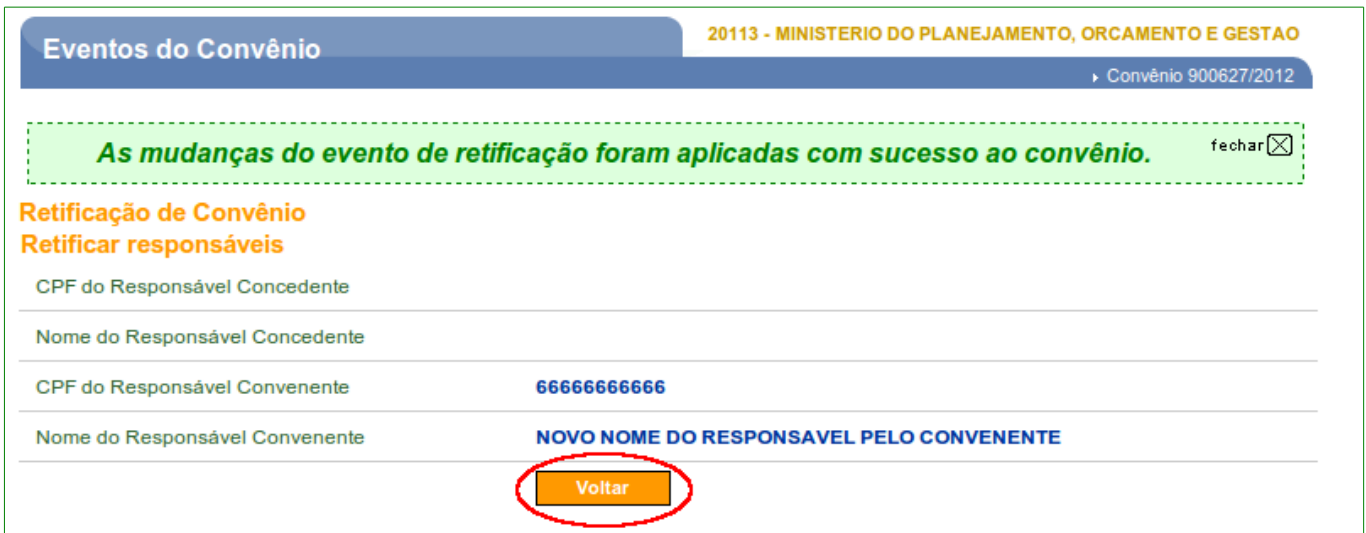 Eventos do Convênio
20113 - MINISTERIO DO PLANEJAMENTO, ORCAMENTO E GESTAO
Convênio 900627/2012
As mudanças do evento de retificação foram aplicadas com sucesso ao convênio.
fechar
Retificação de Convênio
Retificar responsáveis
CPF do Responsável Concedente
Nome do Responsável Concedente
CPF do Responsável Convenente 66666666666
Nome do Responsável Convenente NOVO NOME DO RESPONSAVEL PELO CONVENENTE
Voltar